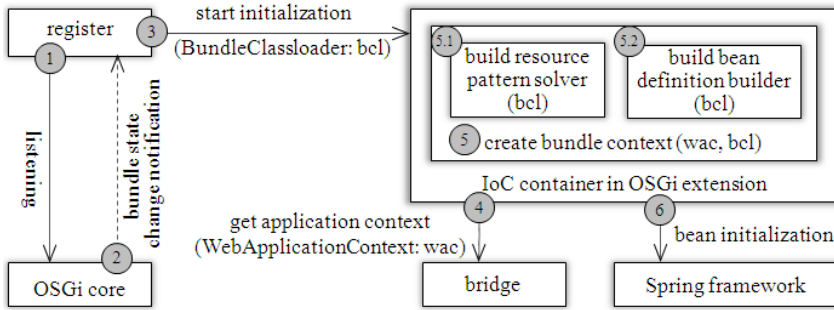 register
3
start initialization
(BundleClassloader: bcl)
1
listening
bundle state
change notification
2
OSGi core
5.1
build resource
pattern solver
(bcl)
5.2
build bean
definition builder
(bcl)
5
create bundle context (wac, bcl)
IoC container in OSGi extension
get application context
(WebApplicationContext: wac)
4
6
bean initialization
bridge
Spring framework